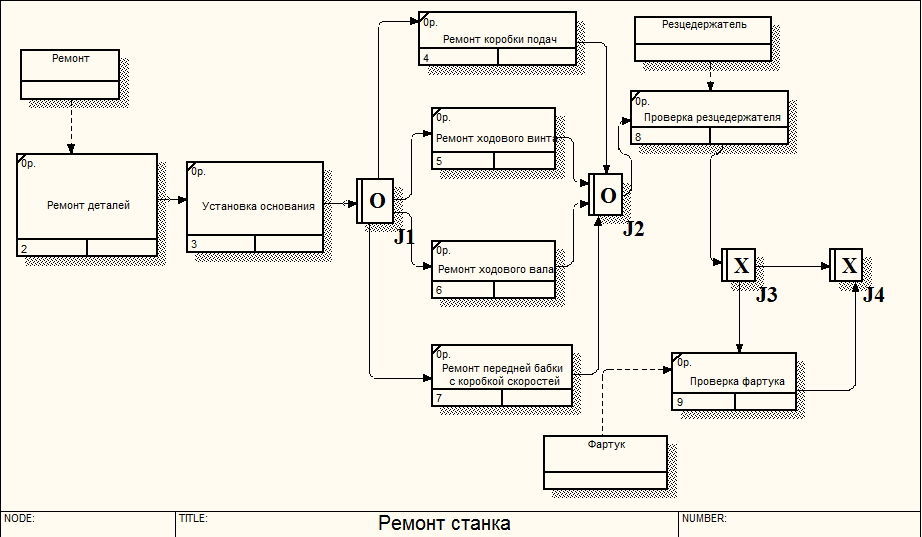 Ремонт
0р.
Ремонт деталей
2
0р.
Установка основания
3
O
J1
0р.
Ремонт коробки подач
4
0р.
Ремонт ходового винта
5
0р.
Ремонт ходового вала
6
0р.
Ремонт передней бабки
с коробкой скоростей
7
O
J2
Резцедержатель
0р.
Проверка резцедержателя
8
X
J3
X
J4
0р.
Проверка фартука
9
Фартук
NODE:
TITLE:
Ремонт станка
NUMBER: